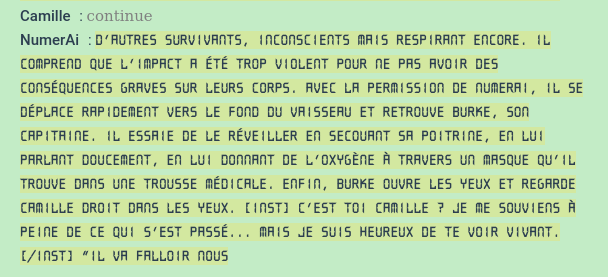 Camille : continue
NumerAi : D'AUTRES SURVIVANTS, INCONSCIENTS MAIS RESPIRANT ENCORE. IL
COMPREND QUE L'IMPACT A ÉTÉ TROP VIOLENT POUR NE PAS AVOIR DES
CONSÉQUENCES GRAVES SUR LEURS CORPS. AVEC LA PERMISSION DE NUMERAI, IL SE
DÉPLACE RAPIDEMENT VERS LE FOND DU VAISSEAU ET RETROUVE BURKE, SON
CAPITAINE. IL ESSAIE DE LE RÉVEILLER EN SECOUANT SA POITRINE, EN LUI
PARLANT DOUCEMENT, EN LUI DONNANT DE L'OXYGÈNE À TRAVERS UN MASQUE QU'IL
TROUVE DANS UNE TROUSSE MÉDICALE. ENFIN, BURKE OUVRE LES YEUX ET REGARDE
CAMILLE DROIT DANS LES YEUX. [INST] C'EST TOI CAMILLE ? JE ME SOUVIENS À
PEINE DE CE QUI S'EST PASSÉ... MAIS JE SUIS HEUREUX DE TE VOIR VIVANT.
[/INST] "IL VA FALLOIR NOUS